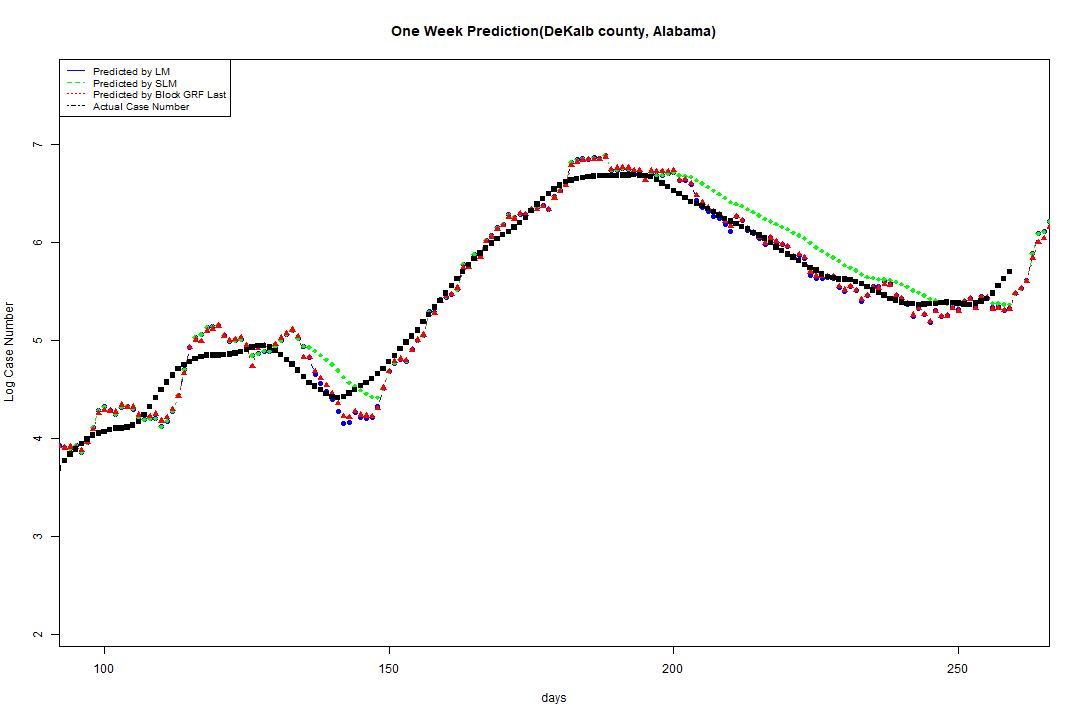 One Week Prediction(DeKalb county, Alabama)
Predicted by LM
Predicted by SLM
Predicted by Block GRF Last
Actual Case Number
7
6
5
4
3
2
Log Case Number
100 150 200 250
days